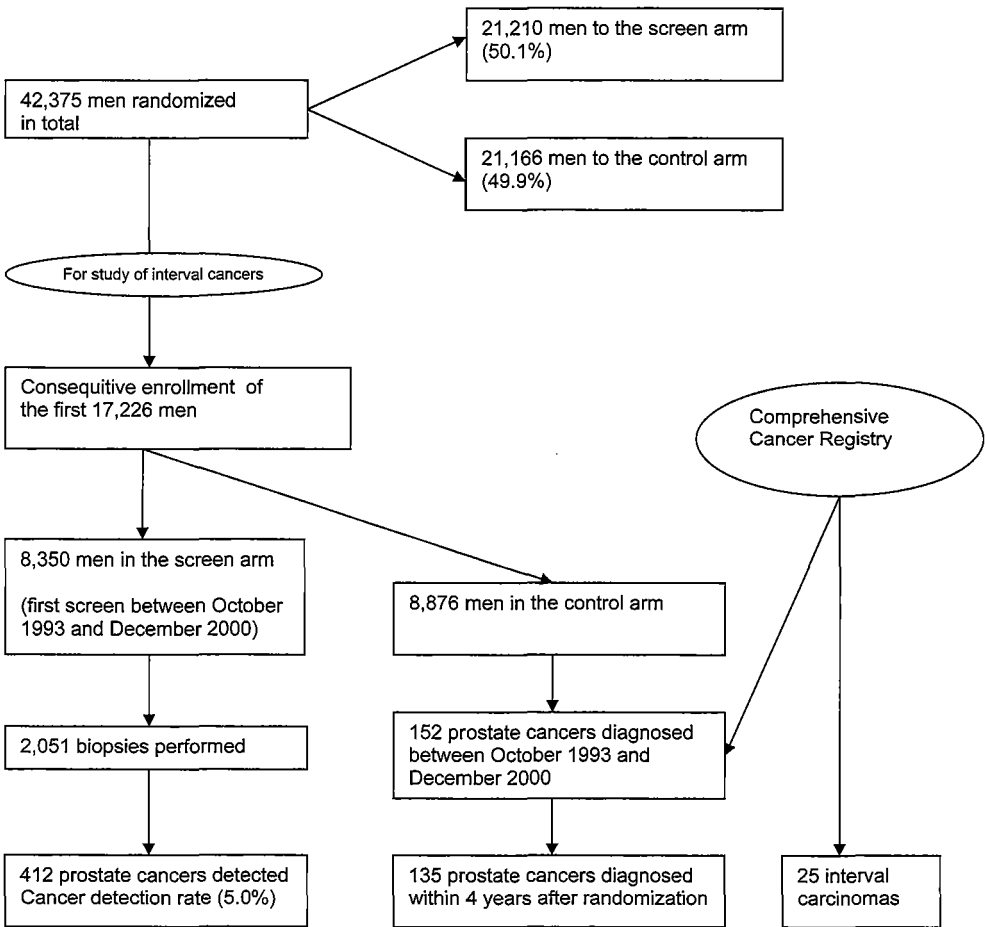 21,210 men to the screen arm
(50.1%)
42,375 men randomized
in total
21,166 men to the control arm
(49.9%)
For study of interval cancers
Consequitive enrollment of
the first 17,226 men
Comprehensive
Cancer Registry
8,350 men in the screen arm
(first screen between October
1993 and December 2000)
8,876 men in the control arm
2,051 biopsies performed
152 prostate cancers diagnosed
between October 1993 and
December 2000
412 prostate cancers detected
Cancer detection rate (5.0%)
135 prostate cancers diagnosed
within 4 years after randomization
25 interval
carcinomas